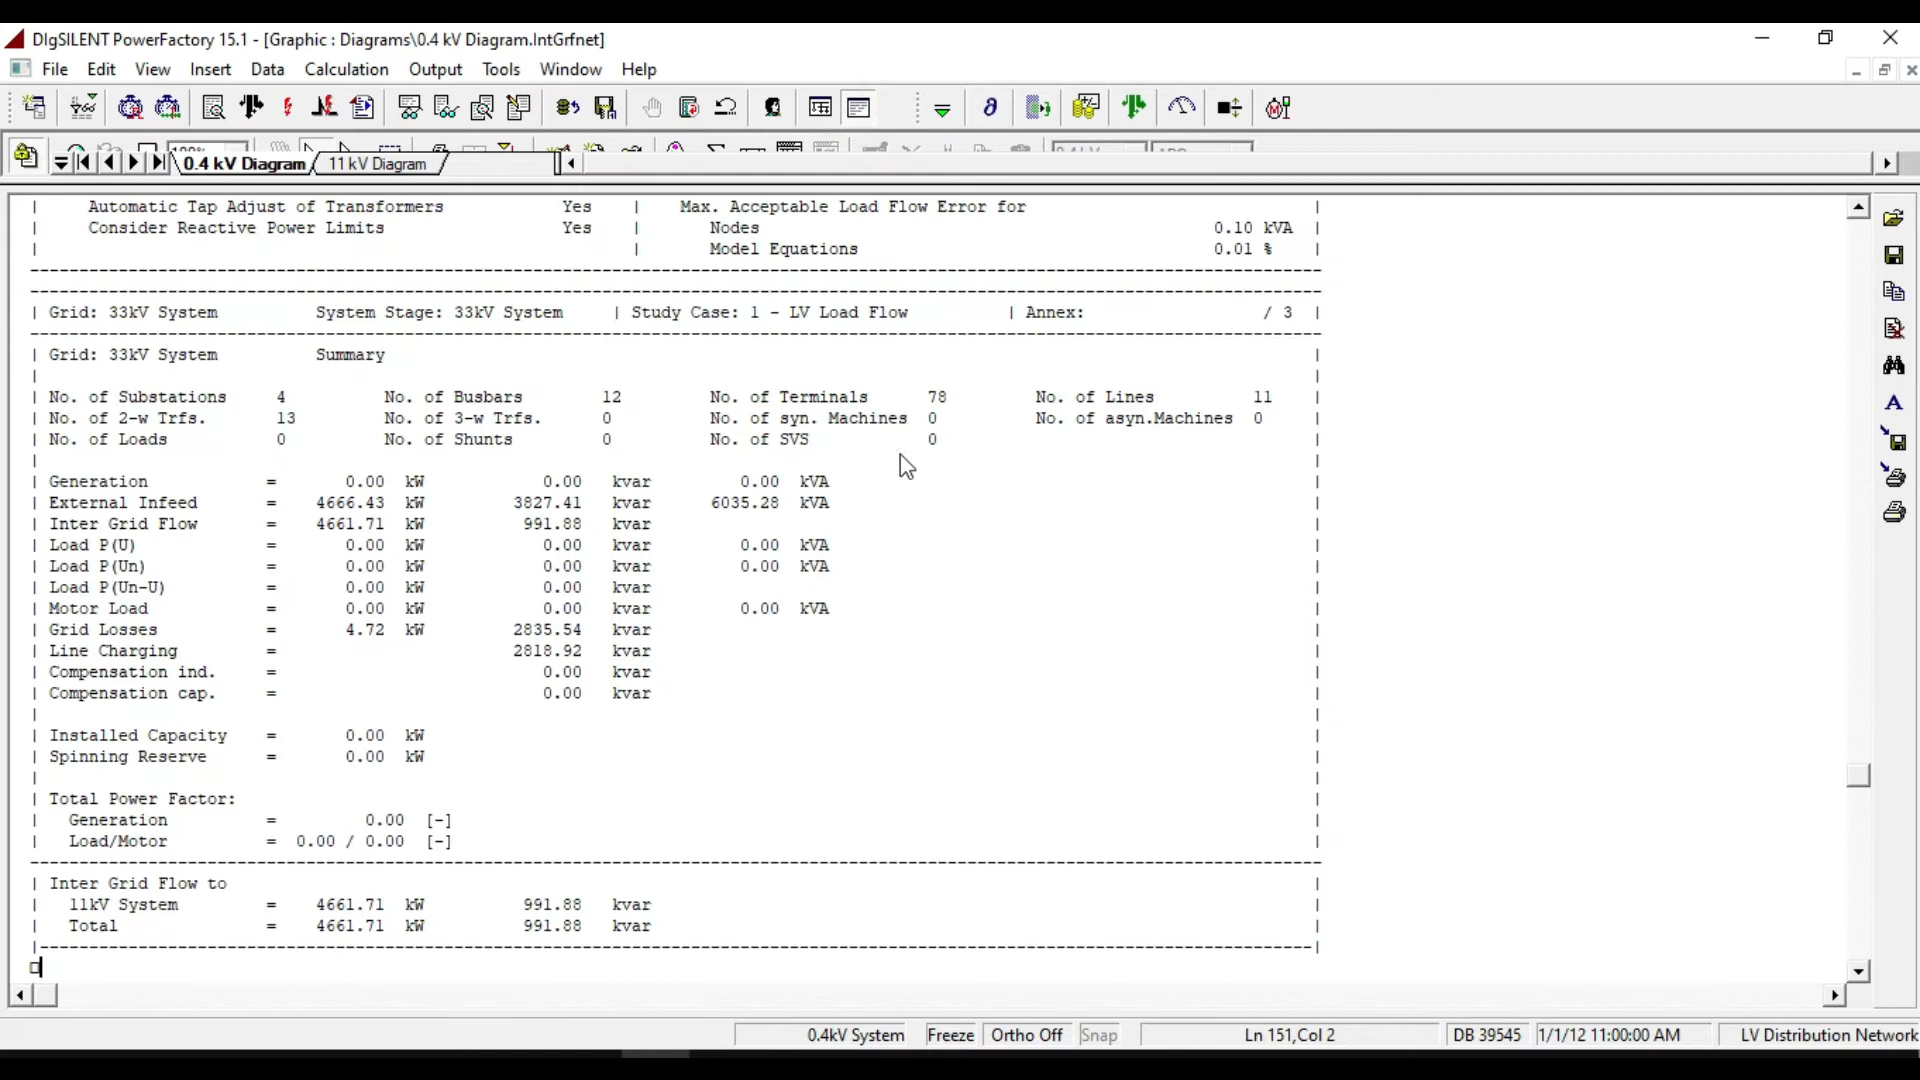 DIgSILENT PowerFactory 15.1 - [Graphic : Diagrams\0.4 kV Diagram.IntGrfnet]
File Edit View Insert Data Calculation Output Tools Window Help
0.4 kV Diagram 11 kV Diagram
| Automatic Tap Adjust of Transformers Yes | Max. Acceptable Load Flow Error for |
| Consider Reactive Power Limits Yes | Nodes 0.10 kVA |
| | Model Equations 0.01 % |
| Grid: 33kV System System Stage: 33kV System | Study Case: 1 - LV Load Flow | Annex: / 3 |
| Grid: 33kV System Summary |
| No. of Substations 4 No. of Busbars 12 No. of Terminals 78 No. of Lines 11 |
| No. of 2-w Trfs. 13 No. of 3-w Trfs. 0 No. of syn. Machines 0 No. of asyn.Machines 0 |
| No. of Loads 0 No. of Shunts 0 No. of SVS 0 |
| Generation = 0.00 kW 0.00 kvar 0.00 kVA |
| External Infeed = 4666.43 kW 3827.41 kvar 6035.28 kVA |
| Inter Grid Flow = 4661.71 kW 991.88 kvar |
| Load P(U) = 0.00 kW 0.00 kvar 0.00 kVA |
| Load P(Un) = 0.00 kW 0.00 kvar 0.00 kVA |
| Load P(Un-U) = 0.00 kW 0.00 kvar |
| Motor Load = 0.00 kW 0.00 kvar 0.00 kVA |
| Grid Losses = 4.72 kW 2835.54 kvar |
| Line Charging = 2818.92 kvar |
| Compensation ind. = 0.00 kvar |
| Compensation cap. = 0.00 kvar |
| Installed Capacity = 0.00 kW |
| Spinning Reserve = 0.00 kW |
| Total Power Factor: |
| Generation = 0.00 [-] |
| Load/Motor = 0.00 / 0.00 [-] |
| Inter Grid Flow to |
| 11kV System = 4661.71 kW 991.88 kvar |
| Total = 4661.71 kW 991.88 kvar |
0.4kV System Freeze Ortho Off Snap Ln 151,Col 2 DB 39545 1/1/12 11:00:00 AM LV Distribution Network